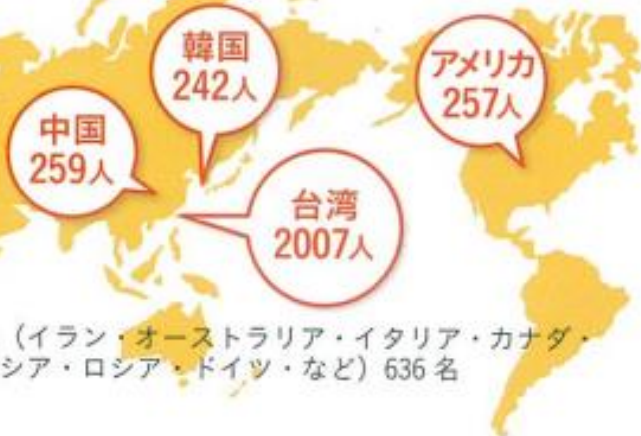 韓国
242人
アメリカ
257人
中国
259人
台湾
2007人
（イラン・オーストラリア・イタリア・カナダ・
シア・ロシア・ドイツ・など）636 名